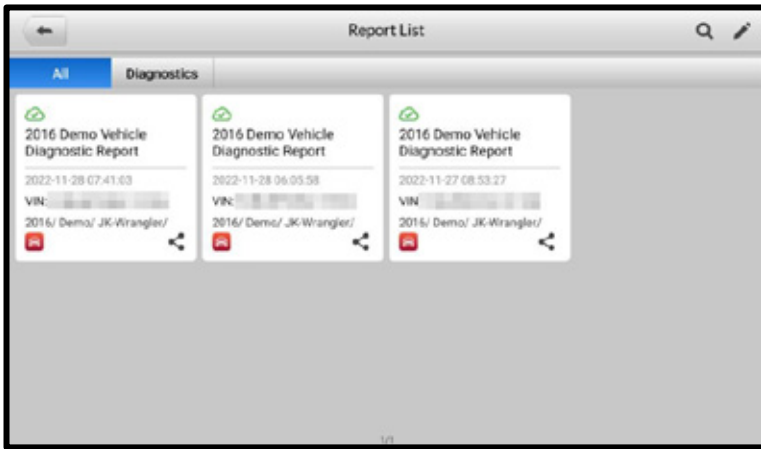 Report List
All
Diagnostics
2016 Demo Vehicle
Diagnostic Report
2022-11-28 07:41:03
VIN:
2016/ Demo/ JK-Wrangler/
2016 Demo Vehicle
Diagnostic Report
2022-11-28 06:05:58
VIN:
2016/ Demo/ JK-Wrangler/
2016 Demo Vehicle
Diagnostic Report
2022-11-27 08:53:27
VIN
2016/ Demo/ JK-Wrangler/
1/1